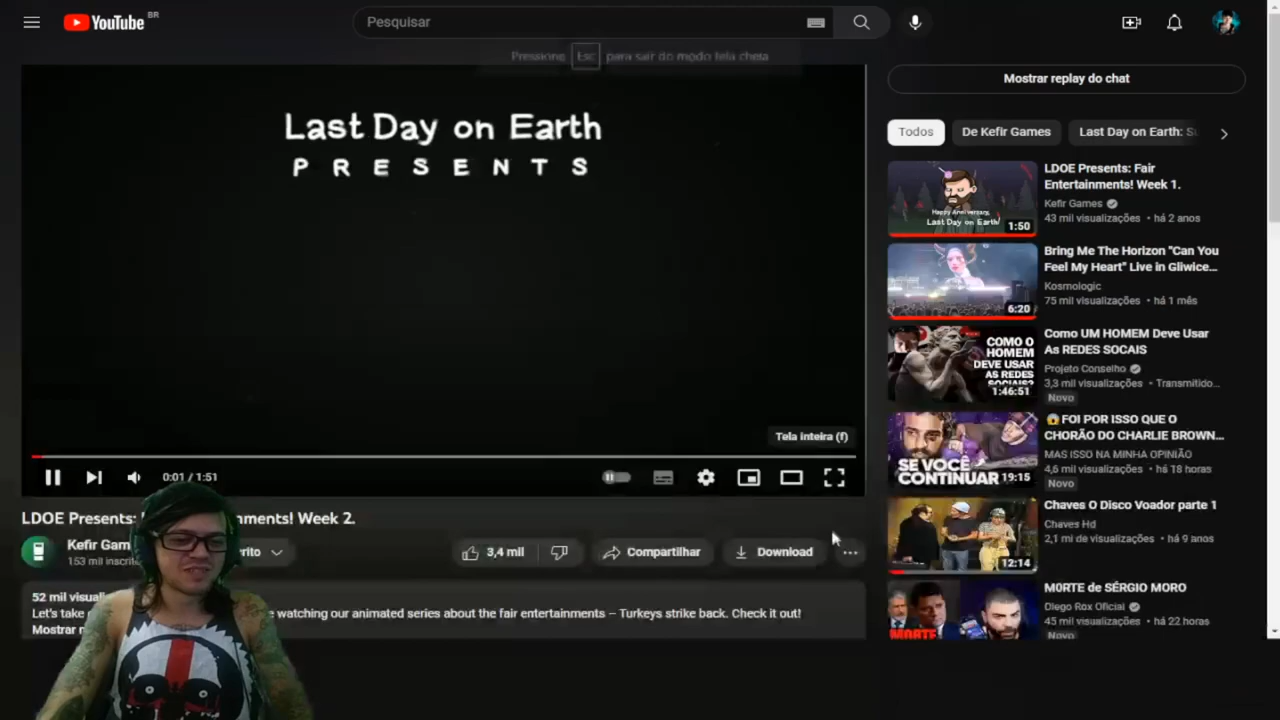 YouTube BR
Pesquisar
Pressione Esc para sair do modo tela cheia
Last Day on Earth
PRESENTS
Tela inteira (f)
0:01 / 1:51
LDOE Presents: nments! Week 2.
Kefir Gam
153 mil inscrit
rito
3,4 mil
Compartilhar
Download
52 mil visuali
Let's take watching our animated series about the fair entertainments – Turkeys strike back. Check it out!
Mostrar
Mostrar replay do chat
Todos
De Kefir Games
Last Day on Earth: Su
Happy Anniversary,
Last Day on Earth!
1:50
LDOE Presents: Fair
Entertainments! Week 1.
Kefir Games
43 mil visualizações • há 2 anos
6:20
Bring Me The Horizon "Can You
Feel My Heart" Live in Gliwice...
Kosmologic
75 mil visualizações • há 1 mês
COMO O
HOMEM
DEVE USAR
AS REDES
SOCIAIS?
1:46:51
Como UM HOMEM Deve Usar
As REDES SOCAIS
Projeto Conselho
3,3 mil visualizações • Transmitido...
Novo
SE VOCÊ
CONTINUAR
19:15
😱FOI POR ISSO QUE O
CHORÃO DO CHARLIE BROWN...
MAS ISSO NA MINHA OPINIÃO
4,6 mil visualizações • há 18 horas
Novo
12:14
Chaves O Disco Voador parte 1
Chaves Hd
2,1 mi de visualizações • há 9 anos
MORTE
M0RTE de SÉRGIO MORO
Diego Rox Oficial
45 mil visualizações • há 22 horas
Novo